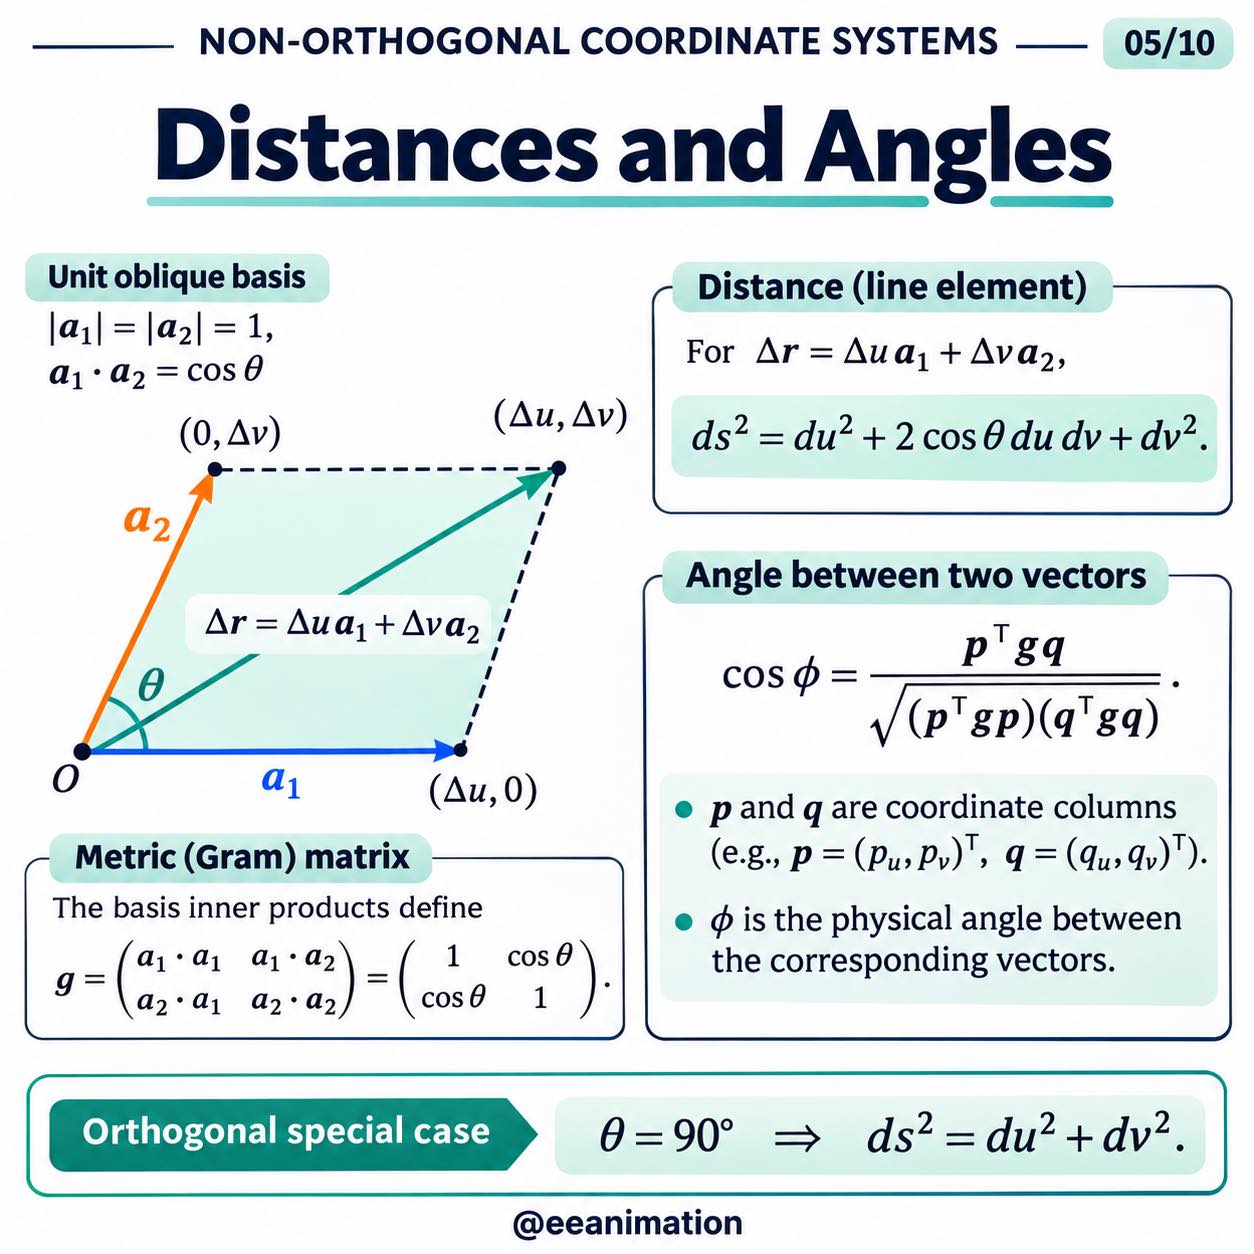 NON-ORTHOGONAL COORDINATE SYSTEMS
05/10
Distances and Angles
Unit oblique basis
|a₁| = |a₂| = 1,
a₁ · a₂ = cos θ
(0, Δv)
(Δu, Δv)
a₂
Δr = Δu a₁ + Δv a₂
θ
O
a₁
(Δu, 0)
Metric (Gram) matrix
The basis inner products define
g = ( a₁ · a₁  a₁ · a₂ ; a₂ · a₁  a₂ · a₂ ) = ( 1  cos θ ; cos θ  1 ).
Distance (line element)
For Δr = Δu a₁ + Δv a₂,
ds² = du² + 2 cos θ du dv + dv².
Angle between two vectors
cos ϕ = pᵀgq / √(pᵀgp)(qᵀgq) .
• p and q are coordinate columns
(e.g., p = (pᵤ, pᵥ)ᵀ, q = (qᵤ, qᵥ)ᵀ).
• ϕ is the physical angle between
the corresponding vectors.
Orthogonal special case
θ = 90° ⇒ ds² = du² + dv².
@eeanimation